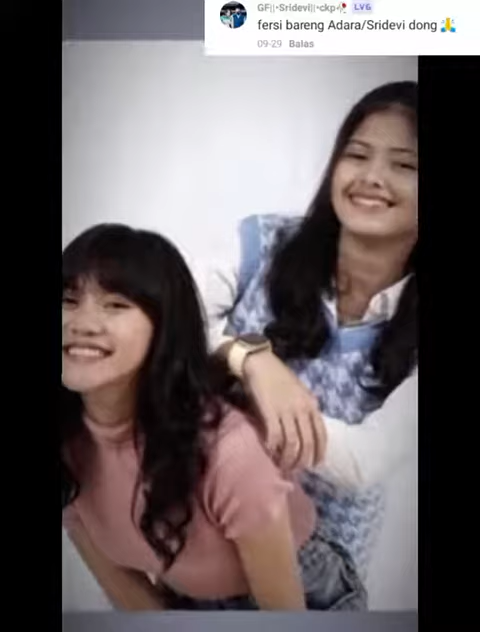 GF||•Sridevi||•ckp🥀 LV6
fersi bareng Adara/Sridevi dong 🙏
09-29 Balas